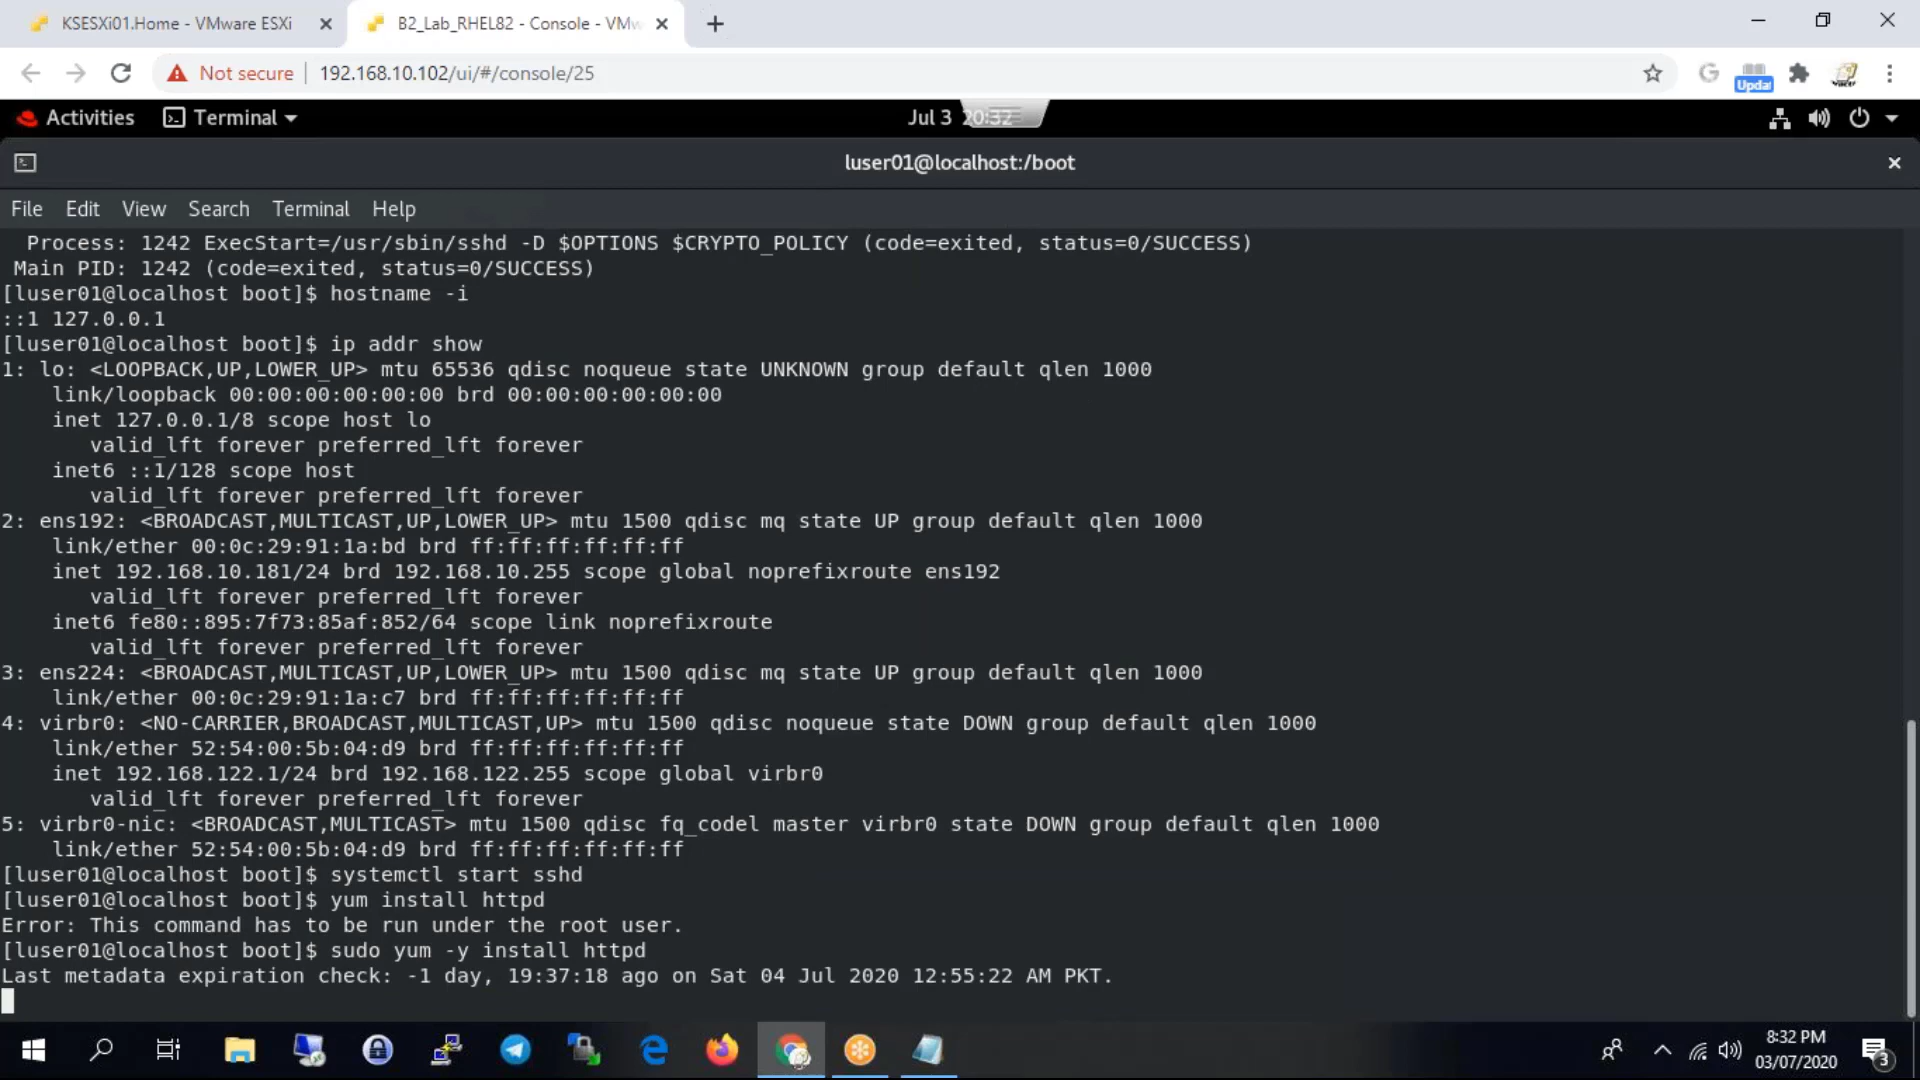 KSESXi01.Home - VMware ESXi
B2_Lab_RHEL82 - Console - VMw
Not secure
192.168.10.102/ui/#/console/25
Updat
Activities
Terminal
Jul 3 20:32
luser01@localhost:/boot
File Edit View Search Terminal Help
Process: 1242 ExecStart=/usr/sbin/sshd -D $OPTIONS $CRYPTO_POLICY (code=exited, status=0/SUCCESS)
Main PID: 1242 (code=exited, status=0/SUCCESS)
[luser01@localhost boot]$ hostname -i
::1 127.0.0.1
[luser01@localhost boot]$ ip addr show
1: lo: <LOOPBACK,UP,LOWER_UP> mtu 65536 qdisc noqueue state UNKNOWN group default qlen 1000
link/loopback 00:00:00:00:00:00 brd 00:00:00:00:00:00
inet 127.0.0.1/8 scope host lo
valid_lft forever preferred_lft forever
inet6 ::1/128 scope host
valid_lft forever preferred_lft forever
2: ens192: <BROADCAST,MULTICAST,UP,LOWER_UP> mtu 1500 qdisc mq state UP group default qlen 1000
link/ether 00:0c:29:91:1a:bd brd ff:ff:ff:ff:ff:ff
inet 192.168.10.181/24 brd 192.168.10.255 scope global noprefixroute ens192
valid_lft forever preferred_lft forever
inet6 fe80::895:7f73:85af:852/64 scope link noprefixroute
valid_lft forever preferred_lft forever
3: ens224: <BROADCAST,MULTICAST,UP,LOWER_UP> mtu 1500 qdisc mq state UP group default qlen 1000
link/ether 00:0c:29:91:1a:c7 brd ff:ff:ff:ff:ff:ff
4: virbr0: <NO-CARRIER,BROADCAST,MULTICAST,UP> mtu 1500 qdisc noqueue state DOWN group default qlen 1000
link/ether 52:54:00:5b:04:d9 brd ff:ff:ff:ff:ff:ff
inet 192.168.122.1/24 brd 192.168.122.255 scope global virbr0
valid_lft forever preferred_lft forever
5: virbr0-nic: <BROADCAST,MULTICAST> mtu 1500 qdisc fq_codel master virbr0 state DOWN group default qlen 1000
link/ether 52:54:00:5b:04:d9 brd ff:ff:ff:ff:ff:ff
[luser01@localhost boot]$ systemctl start sshd
[luser01@localhost boot]$ yum install httpd
Error: This command has to be run under the root user.
[luser01@localhost boot]$ sudo yum -y install httpd
Last metadata expiration check: -1 day, 19:37:18 ago on Sat 04 Jul 2020 12:55:22 AM PKT.
8:32 PM
03/07/2020
3